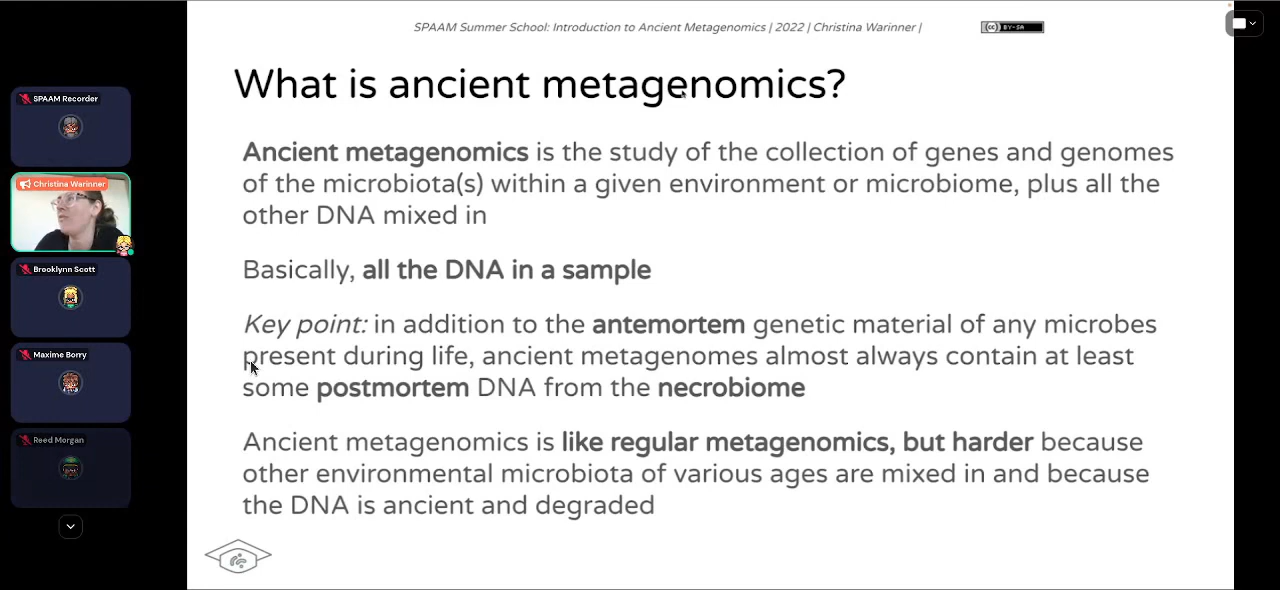 SPAAM Summer School: Introduction to Ancient Metagenomics | 2022 | Christina Warinner |
CC BY-SA
What is ancient metagenomics?
SPAAM Recorder
Christina Warinner
Brooklynn Scott
Maxime Borry
Reed Morgan
Ancient metagenomics is the study of the collection of genes and genomes
of the microbiota(s) within a given environment or microbiome, plus all the
other DNA mixed in
Basically, all the DNA in a sample
Key point: in addition to the antemortem genetic material of any microbes
present during life, ancient metagenomes almost always contain at least
some postmortem DNA from the necrobiome
Ancient metagenomics is like regular metagenomics, but harder because
other environmental microbiota of various ages are mixed in and because
the DNA is ancient and degraded